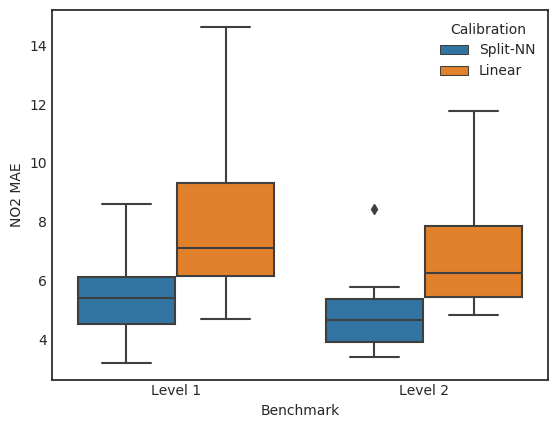 NO2 MAE
14
12
10
8
6
4
Calibration
Split-NN
Linear
Level 1
Level 2
Benchmark